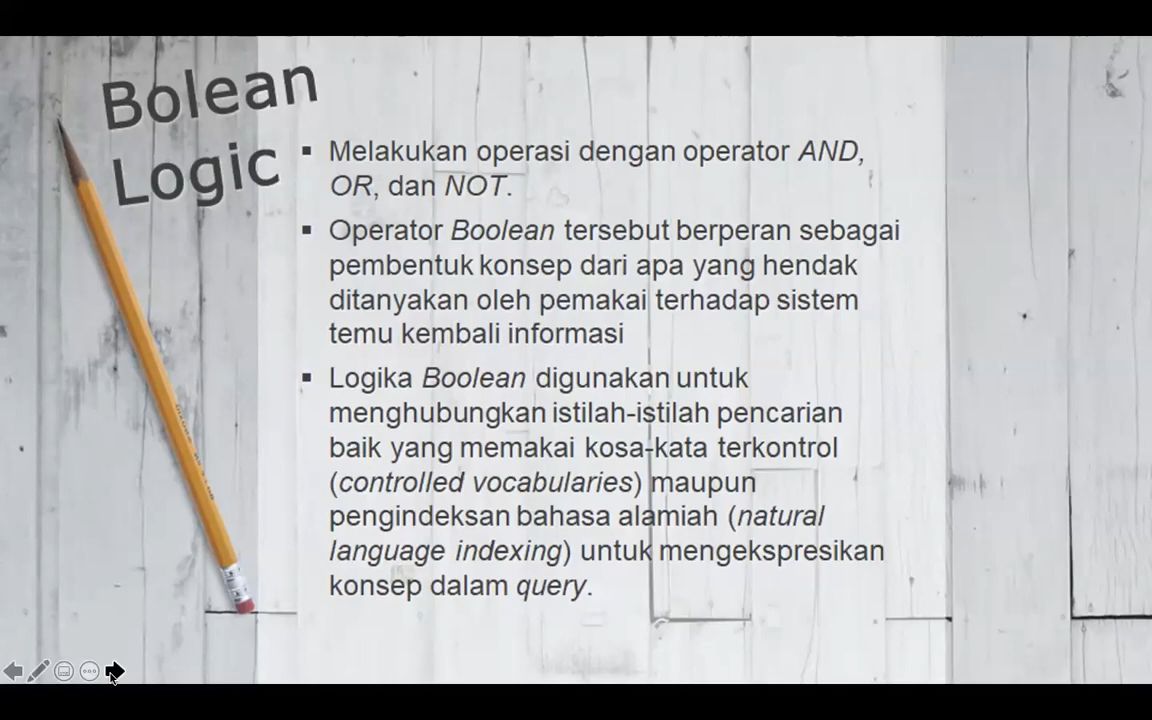 Bolean
Logic
▪ Melakukan operasi dengan operator AND,
OR, dan NOT.
▪ Operator Boolean tersebut berperan sebagai
pembentuk konsep dari apa yang hendak
ditanyakan oleh pemakai terhadap sistem
temu kembali informasi
▪ Logika Boolean digunakan untuk
menghubungkan istilah-istilah pencarian
baik yang memakai kosa-kata terkontrol
(controlled vocabularies) maupun
pengindeksan bahasa alamiah (natural
language indexing) untuk mengekspresikan
konsep dalam query.